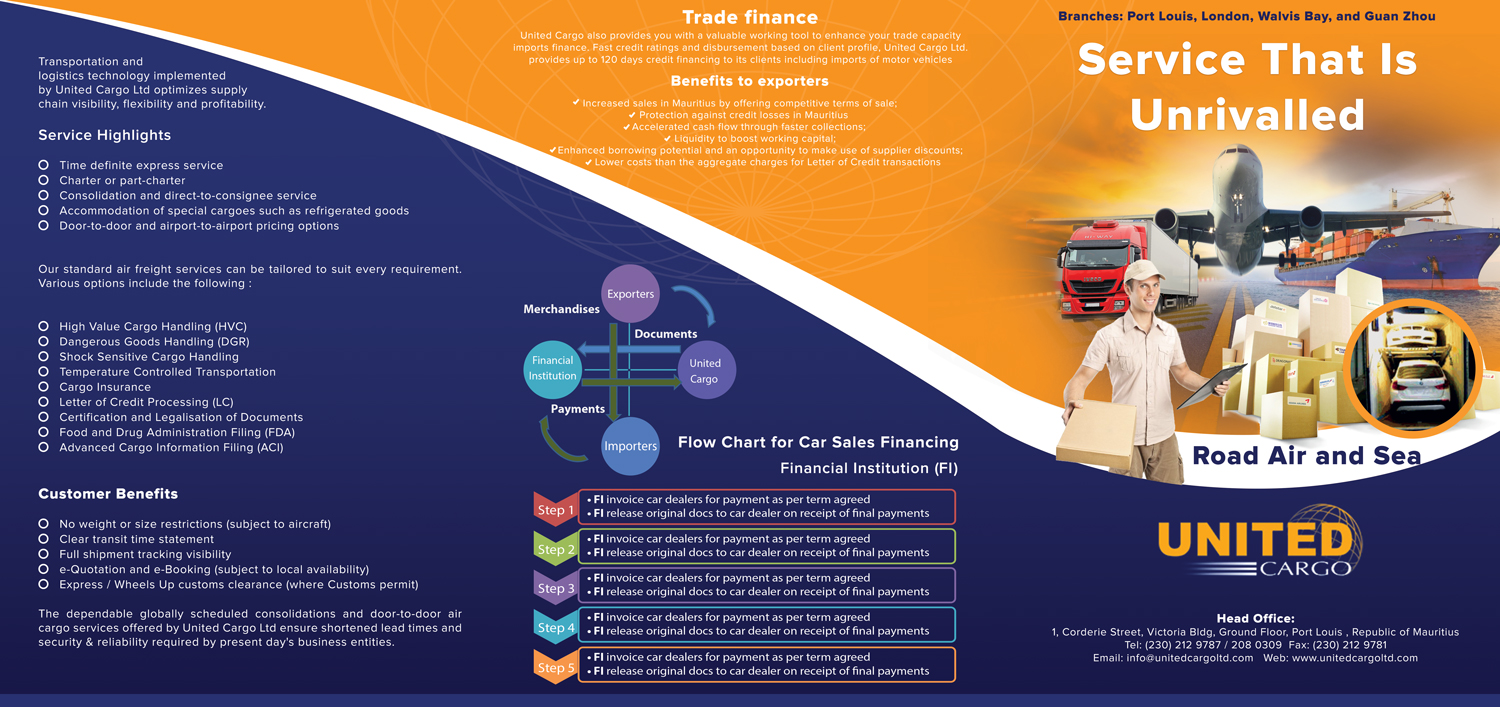 Transportation and
logistics technology implemented
by United Cargo Ltd optimizes supply
chain visibility, flexibility and profitability.
Service Highlights
Time definite express service
Charter or part-charter
Consolidation and direct-to-consignee service
Accommodation of special cargoes such as refrigerated goods
Door-to-door and airport-to-airport pricing options
Our standard air freight services can be tailored to suit every requirement.
Various options include the following :
High Value Cargo Handling (HVC)
Dangerous Goods Handling (DGR)
Shock Sensitive Cargo Handling
Temperature Controlled Transportation
Cargo Insurance
Letter of Credit Processing (LC)
Certification and Legalisation of Documents
Food and Drug Administration Filing (FDA)
Advanced Cargo Information Filing (ACI)
Customer Benefits
No weight or size restrictions (subject to aircraft)
Clear transit time statement
Full shipment tracking visibility
e-Quotation and e-Booking (subject to local availability)
Express / Wheels Up customs clearance (where Customs permit)
The dependable globally scheduled consolidations and door-to-door air
cargo services offered by United Cargo Ltd ensure shortened lead times and
security & reliability required by present day's business entities.
Trade finance
United Cargo also provides you with a valuable working tool to enhance your trade capacity
imports finance. Fast credit ratings and disbursement based on client profile, United Cargo Ltd.
provides up to 120 days credit financing to its clients including imports of motor vehicles
Benefits to exporters
✓ Increased sales in Mauritius by offering competitive terms of sale;
✓ Protection against credit losses in Mauritius
✓ Accelerated cash flow through faster collections;
✓ Liquidity to boost working capital;
✓ Enhanced borrowing potential and an opportunity to make use of supplier discounts;
✓ Lower costs than the aggregate charges for Letter of Credit transactions
Exporters
Merchandises
Documents
Financial
Institution
United
Cargo
Payments
Importers
Flow Chart for Car Sales Financing
Financial Institution (FI)
Step 1
• FI invoice car dealers for payment as per term agreed
• FI release original docs to car dealer on receipt of final payments
Step 2
• FI invoice car dealers for payment as per term agreed
• FI release original docs to car dealer on receipt of final payments
Step 3
• FI invoice car dealers for payment as per term agreed
• FI release original docs to car dealer on receipt of final payments
Step 4
• FI invoice car dealers for payment as per term agreed
• FI release original docs to car dealer on receipt of final payments
Step 5
• FI invoice car dealers for payment as per term agreed
• FI release original docs to car dealer on receipt of final payments
Branches: Port Louis, London, Walvis Bay, and Guan Zhou
Service That Is
Unrivalled
Road Air and Sea
UNITED
CARGO
Head Office:
1, Corderie Street, Victoria Bldg, Ground Floor, Port Louis , Republic of Mauritius
Tel: (230) 212 9787 / 208 0309 Fax: (230) 212 9781
Email: info@unitedcargoltd.com Web: www.unitedcargoltd.com